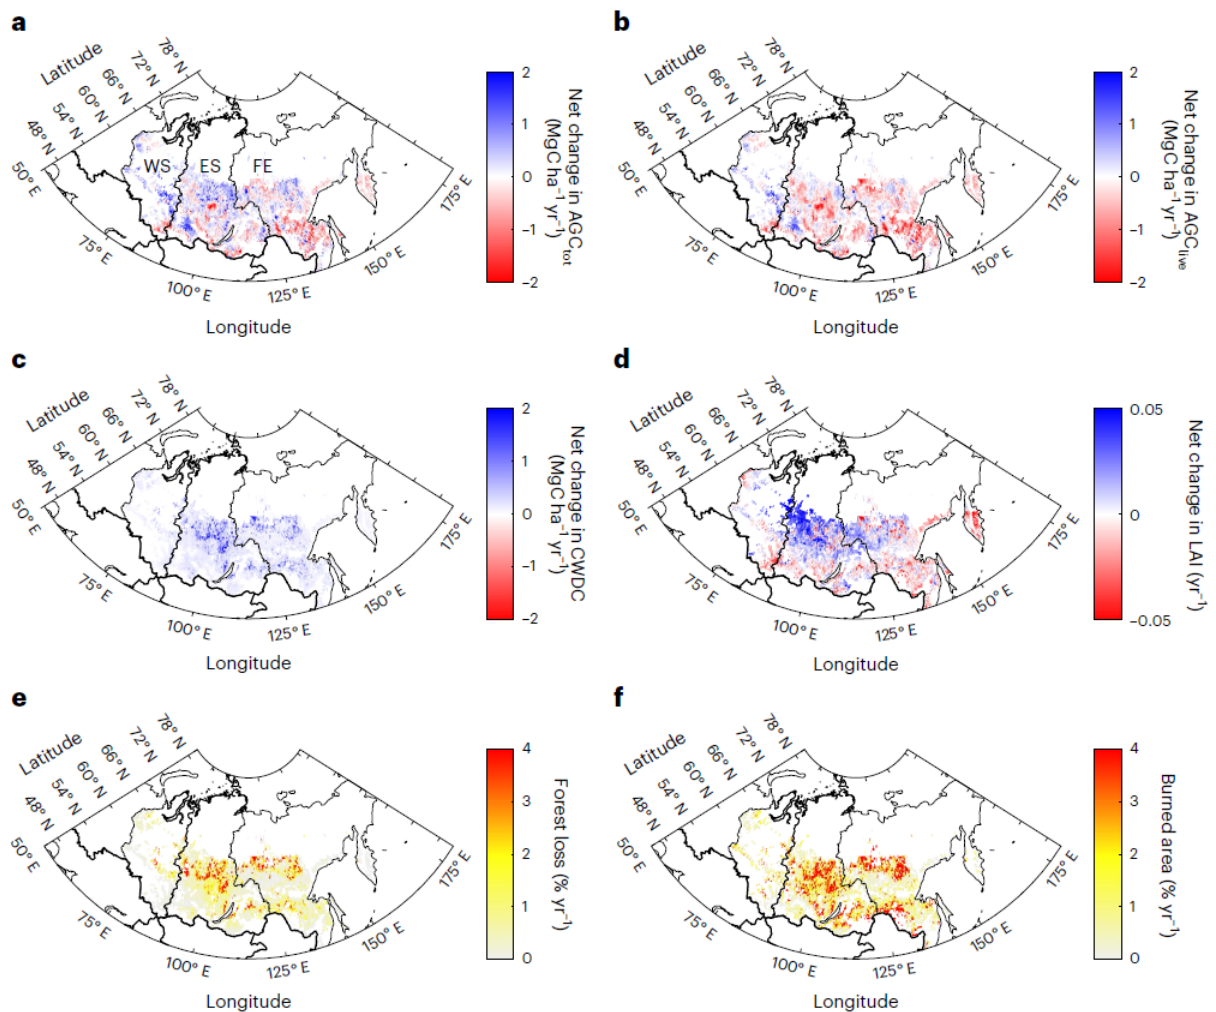 a
Latitude
78° N
72° N
66° N
60° N
54° N
48° N
50° E
75° E
100° E
125° E
150° E
175° E
Longitude
WS
ES
FE
2
1
0
−1
−2
Net change in AGCtot
(MgC ha−1 yr−1)
b
Latitude
78° N
72° N
66° N
60° N
54° N
48° N
50° E
75° E
100° E
125° E
150° E
175° E
Longitude
2
1
0
−1
−2
Net change in AGClive
(MgC ha−1 yr−1)
c
Latitude
78° N
72° N
66° N
60° N
54° N
48° N
50° E
75° E
100° E
125° E
150° E
175° E
Longitude
2
1
0
−1
−2
Net change in CWDC
(MgC ha−1 yr−1)
d
Latitude
78° N
72° N
66° N
60° N
54° N
48° N
50° E
75° E
100° E
125° E
150° E
175° E
Longitude
0.05
0
−0.05
Net change in LAI (yr−1)
e
Latitude
78° N
72° N
66° N
60° N
54° N
48° N
50° E
75° E
100° E
125° E
150° E
175° E
Longitude
4
3
2
1
0
Forest loss (% yr−1)
f
Latitude
78° N
72° N
66° N
60° N
54° N
48° N
50° E
75° E
100° E
125° E
150° E
175° E
Longitude
4
3
2
1
0
Burned area (% yr−1)